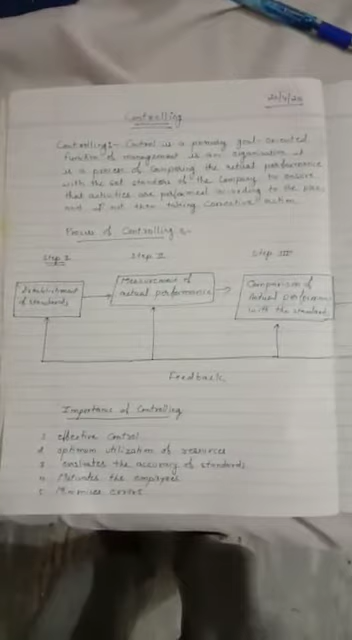 Controlling
Controlling:- Control is a primary goal-oriented
function of management in an organisation. It
is a process of comparing the actual performance
with the set standars of the company to ensure
that activities are performed according to the plan
and if not then taking corrective action.
Process of Controlling :-
Step I Step II Step III
Establishment of standards
Measurement of actual performance
Comparison of Actual performan with the standard
Feedback
Importance of Controlling
1 effective control
2 optimum utilization of resources
3 evaluates the accuracy of standards
4 Motivates the employees
5 Minimises errors